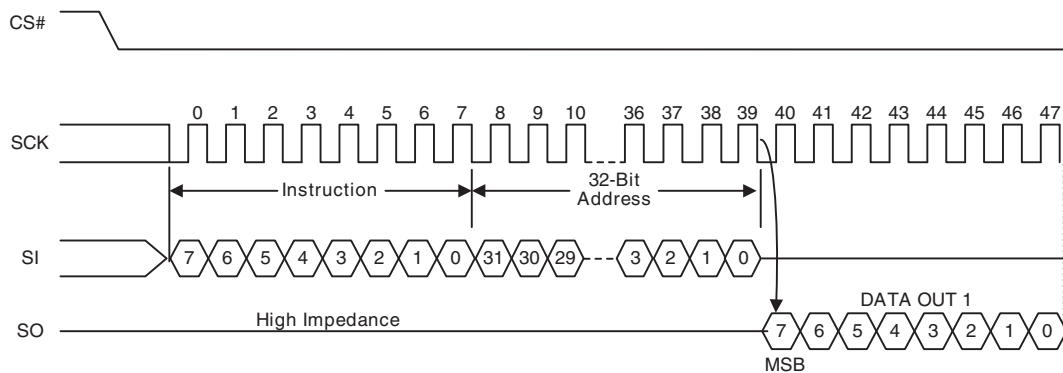 CS#
0 1 2 3 4 5 6 7 8 9 10 36 37 38 39 40 41 42 43 44 45 46 47
SCK
Instruction
32-Bit
Address
SI
7 6 5 4 3 2 1 0 31 30 29 3 2 1 0
DATA OUT 1
High Impedance
SO
7 6 5 4 3 2 1 0
MSB